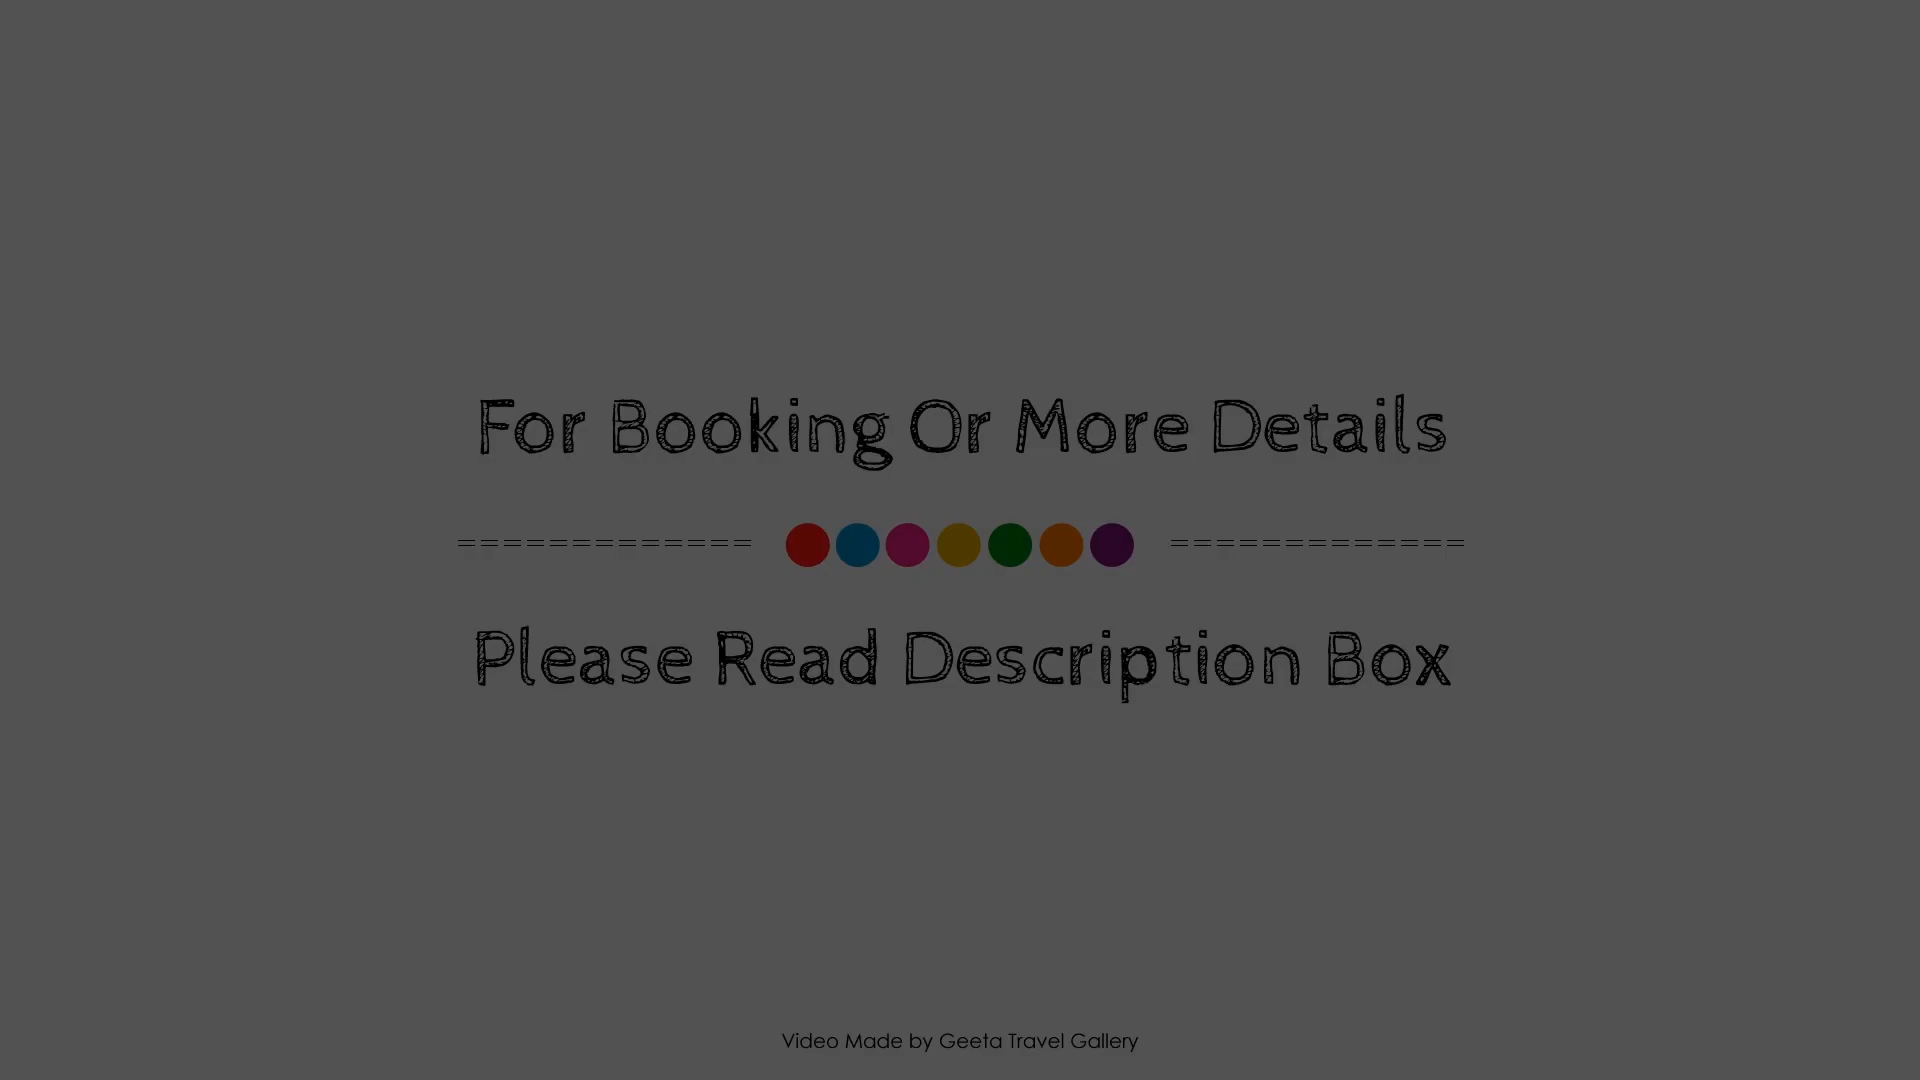 For Booking Or More Details
============= =============
Please Read Description Box
Video Made by Geeta Travel Gallery